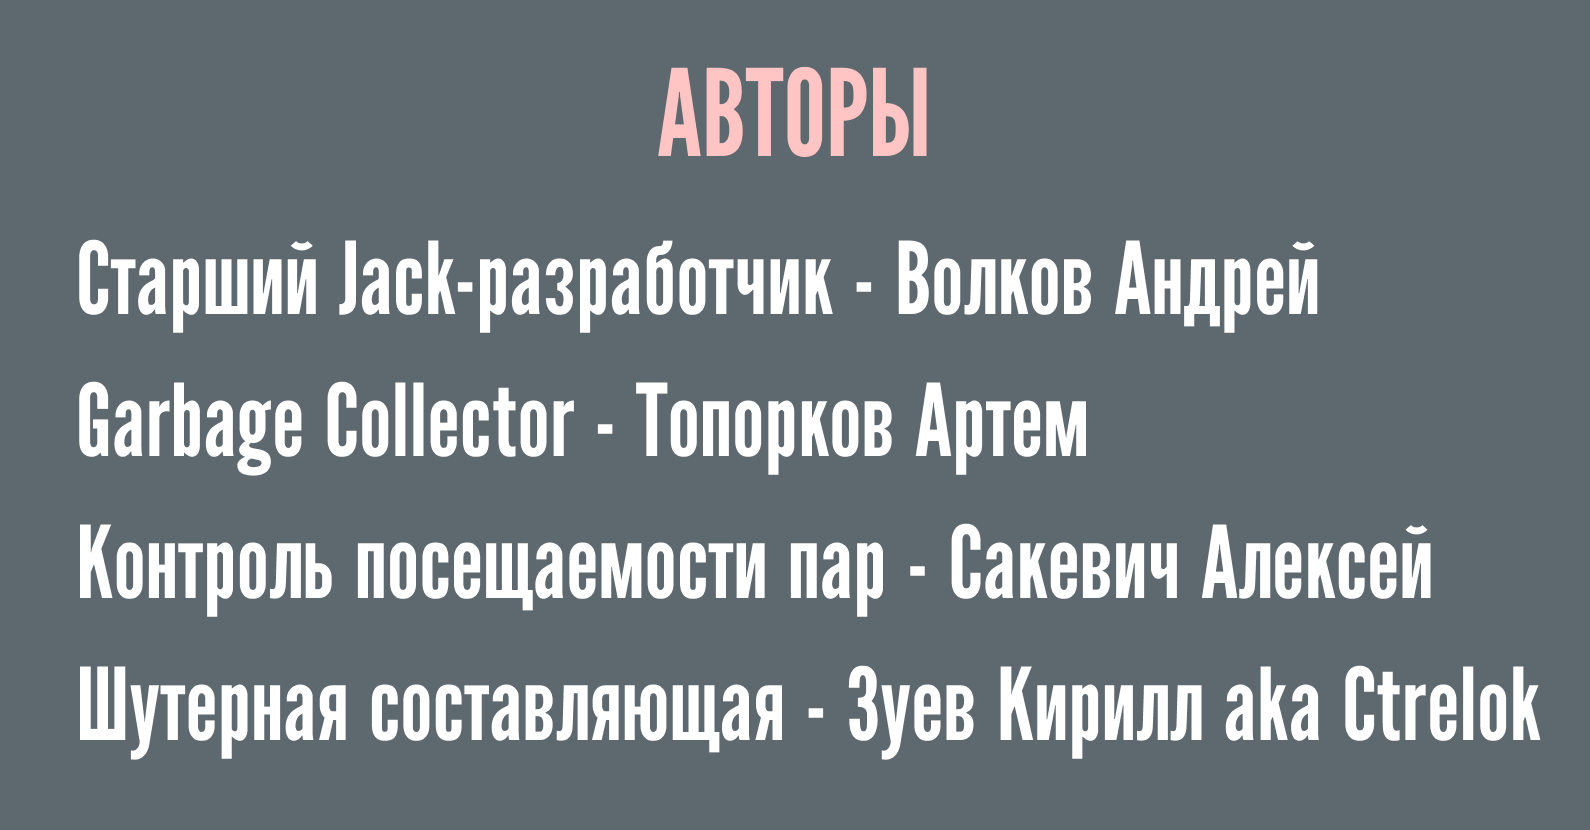 АВТОРЫ
Старший Jack-разработчик - Волков Андрей
Garbage Collector - Топорков Артем
Контроль посещаемости пар - Сакевич Алексей
Шутерная составляющая - Зуев Кирилл aka Ctrelok